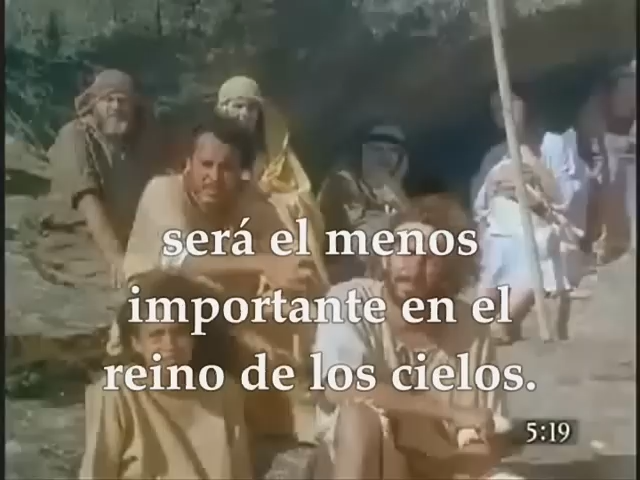 será el menos
importante en el
reino de los cielos.
5:19